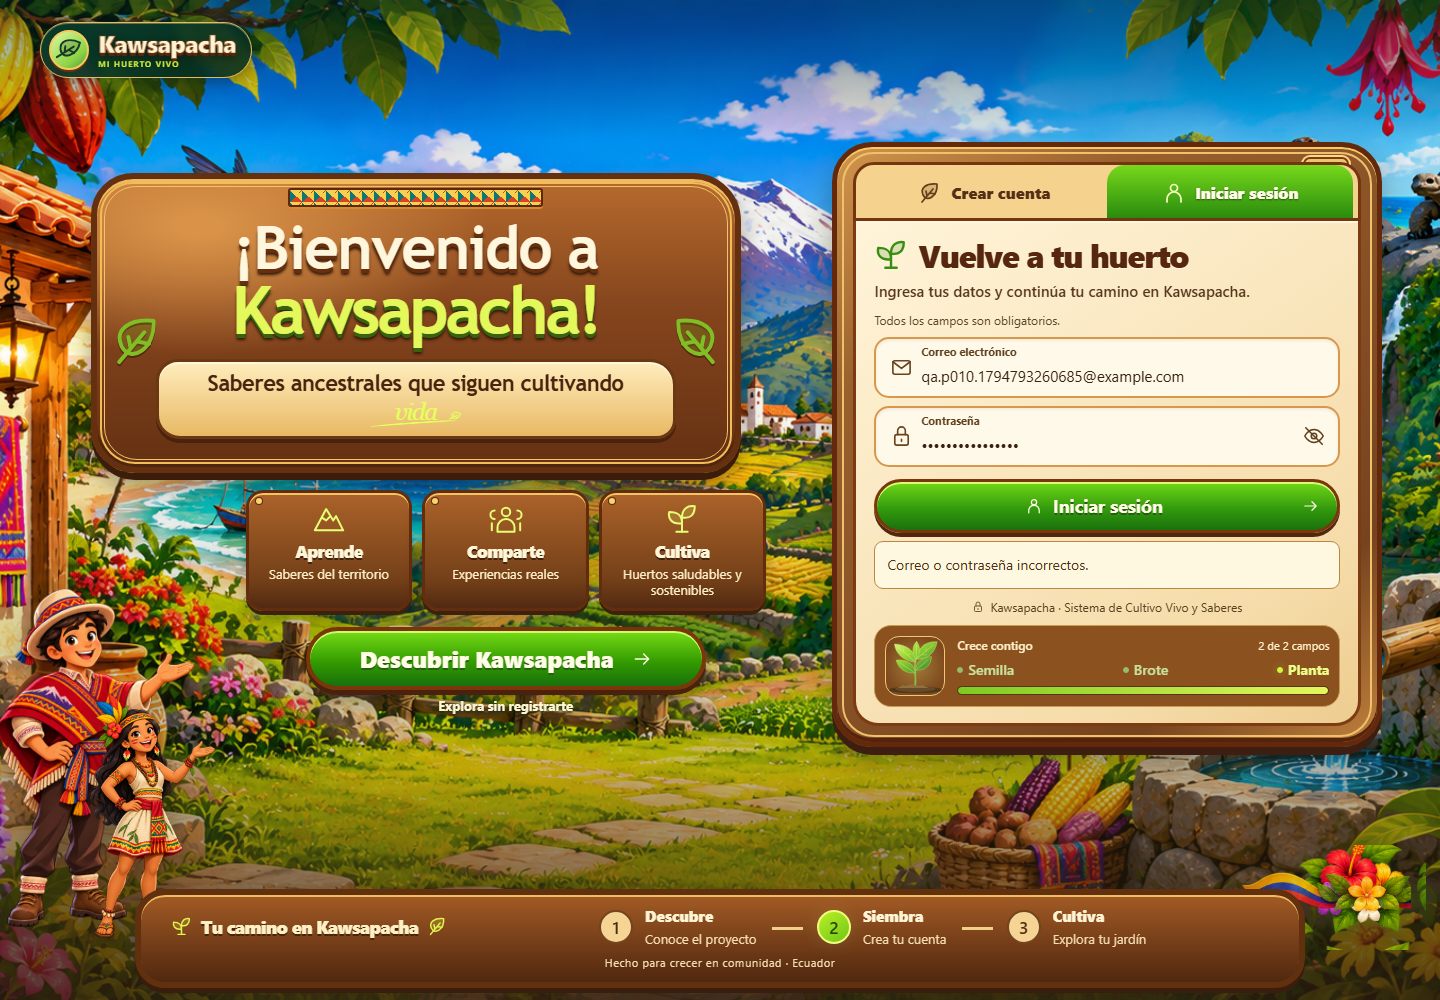 Kawsapacha
MI HUERTO VIVO
¡Bienvenido a
Kawsapacha!
Saberes ancestrales que siguen cultivando
vida
Aprende
Saberes del territorio
Comparte
Experiencias reales
Cultiva
Huertos saludables y
sostenibles
Descubrir Kawsapacha
Explora sin registrarte
Crear cuenta
Iniciar sesión
Vuelve a tu huerto
Ingresa tus datos y continúa tu camino en Kawsapacha.
Todos los campos son obligatorios.
Correo electrónico
qa.p010.1794793260685@example.com
Contraseña
••••••••••••••••
Iniciar sesión
Correo o contraseña incorrectos.
Kawsapacha · Sistema de Cultivo Vivo y Saberes
Crece contigo
2 de 2 campos
Semilla
Brote
Planta
Tu camino en Kawsapacha
1
Descubre
Conoce el proyecto
2
Siembra
Crea tu cuenta
3
Cultiva
Explora tu jardín
Hecho para crecer en comunidad · Ecuador